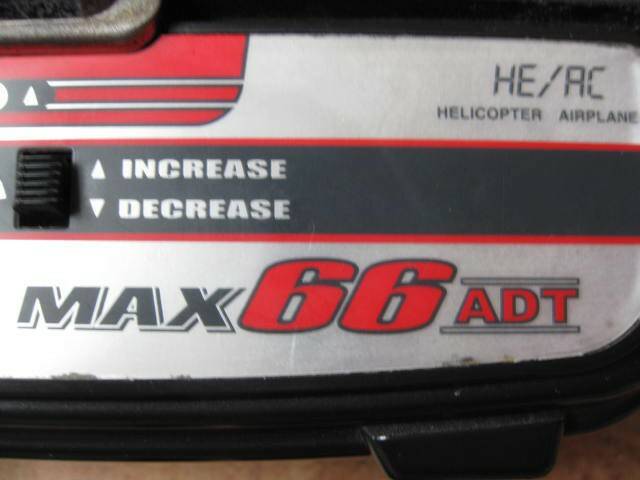 HE/AC
HELICOPTER AIRPLANE
▲ INCREASE
▼ DECREASE
MAX 66 ADT